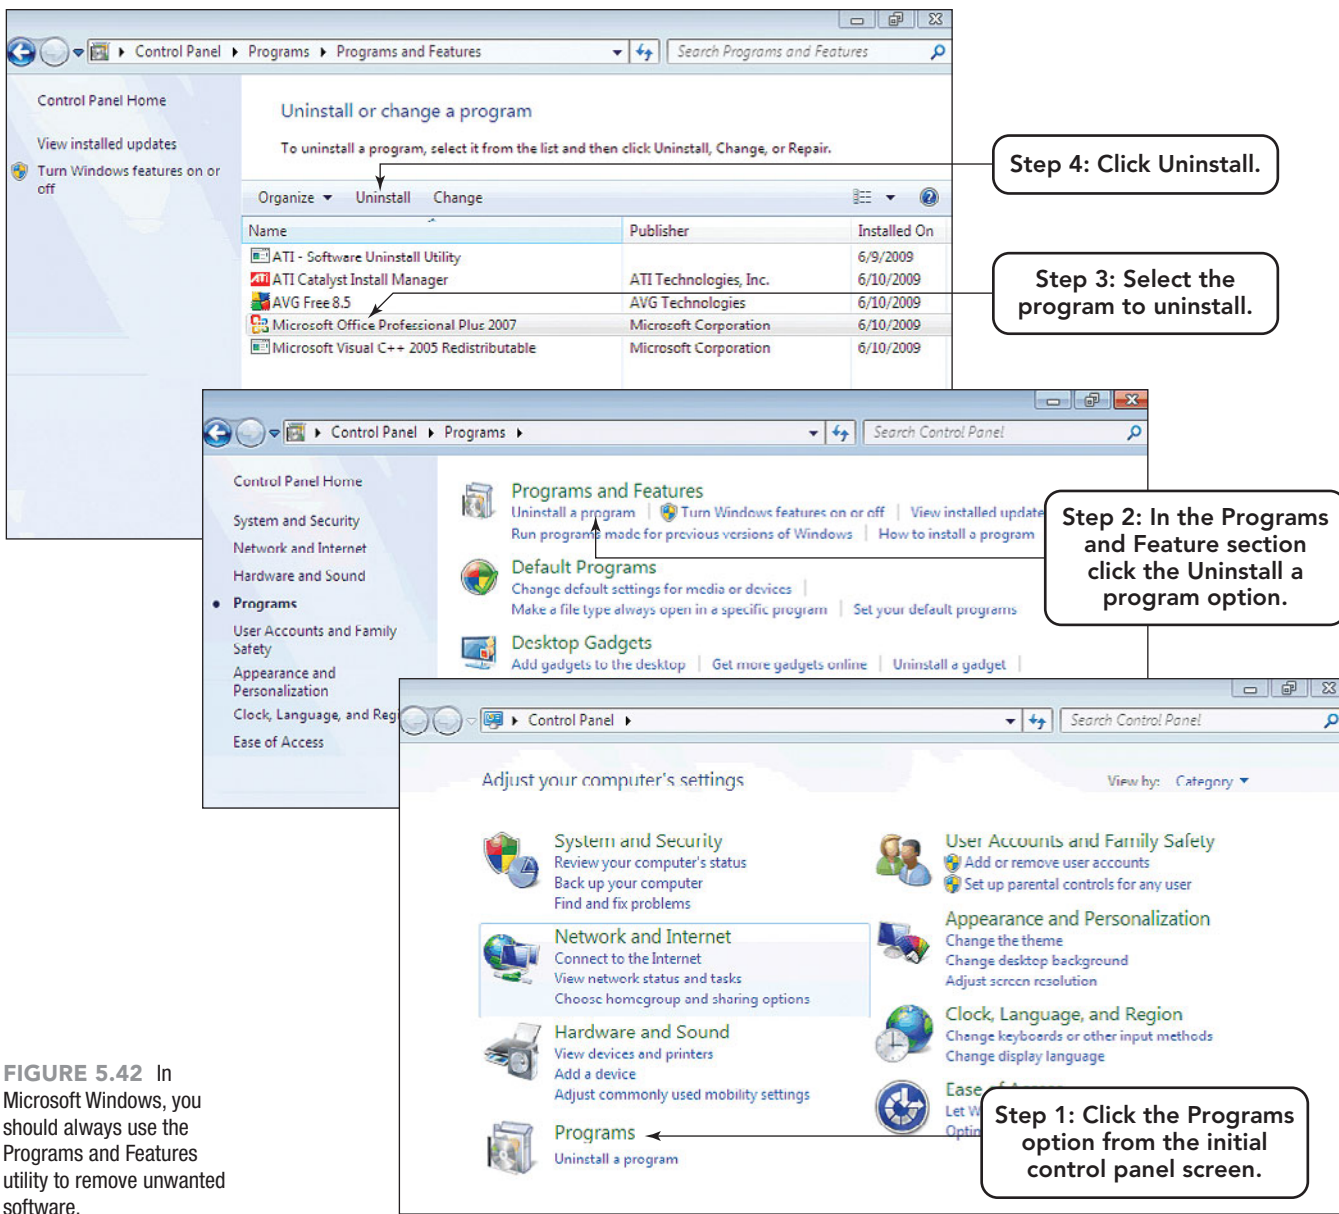 Control Panel ▸ Programs ▸ Programs and Features
Search Programs and Features
Control Panel Home
View installed updates
Turn Windows features on or
off
Uninstall or change a program
To uninstall a program, select it from the list and then click Uninstall, Change, or Repair.
Organize Uninstall Change
Name Publisher Installed On
ATI - Software Uninstall Utility 6/9/2009
ATI Catalyst Install Manager ATI Technologies, Inc. 6/10/2009
AVG Free 8.5 AVG Technologies 6/10/2009
Microsoft Office Professional Plus 2007 Microsoft Corporation 6/10/2009
Microsoft Visual C++ 2005 Redistributable Microsoft Corporation 6/10/2009
Step 4: Click Uninstall.
Step 3: Select the
program to uninstall.
Control Panel ▸ Programs ▸
Search Control Panel
Control Panel Home
System and Security
Network and Internet
Hardware and Sound
Programs
User Accounts and Family
Safety
Appearance and
Personalization
Clock, Language, and Regi
Ease of Access
Programs and Features
Uninstall a program | Turn Windows features on or off | View installed update
Run programs made for previous versions of Windows | How to install a program
Default Programs
Change default settings for media or devices
Make a file type always open in a specific program | Set your default programs
Desktop Gadgets
Add gadgets to the desktop | Get more gadgets online | Uninstall a gadget
Step 2: In the Programs
and Feature section
click the Uninstall a
program option.
Control Panel ▸
Search Control Panel
Adjust your computer's settings
View by: Category
System and Security
Review your computer's status
Back up your computer
Find and fix problems
Network and Internet
Connect to the Internet
View network status and tasks
Choose homegroup and sharing options
Hardware and Sound
View devices and printers
Add a device
Adjust commonly used mobility settings
Programs
Uninstall a program
User Accounts and Family Safety
Add or remove user accounts
Set up parental controls for any user
Appearance and Personalization
Change the theme
Change desktop background
Adjust screen resolution
Clock, Language, and Region
Change keyboards or other input methods
Change display language
Ease of Access
Let W
Optin
Step 1: Click the Programs
option from the initial
control panel screen.
FIGURE 5.42 In
Microsoft Windows, you
should always use the
Programs and Features
utility to remove unwanted
software.